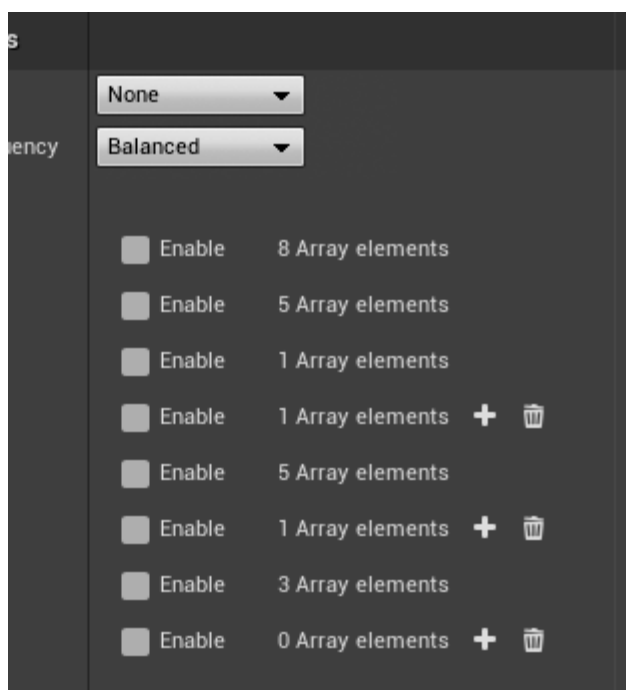 s
None
iency Balanced
Enable 8 Array elements
Enable 5 Array elements
Enable 1 Array elements
Enable 1 Array elements
Enable 5 Array elements
Enable 1 Array elements
Enable 3 Array elements
Enable 0 Array elements